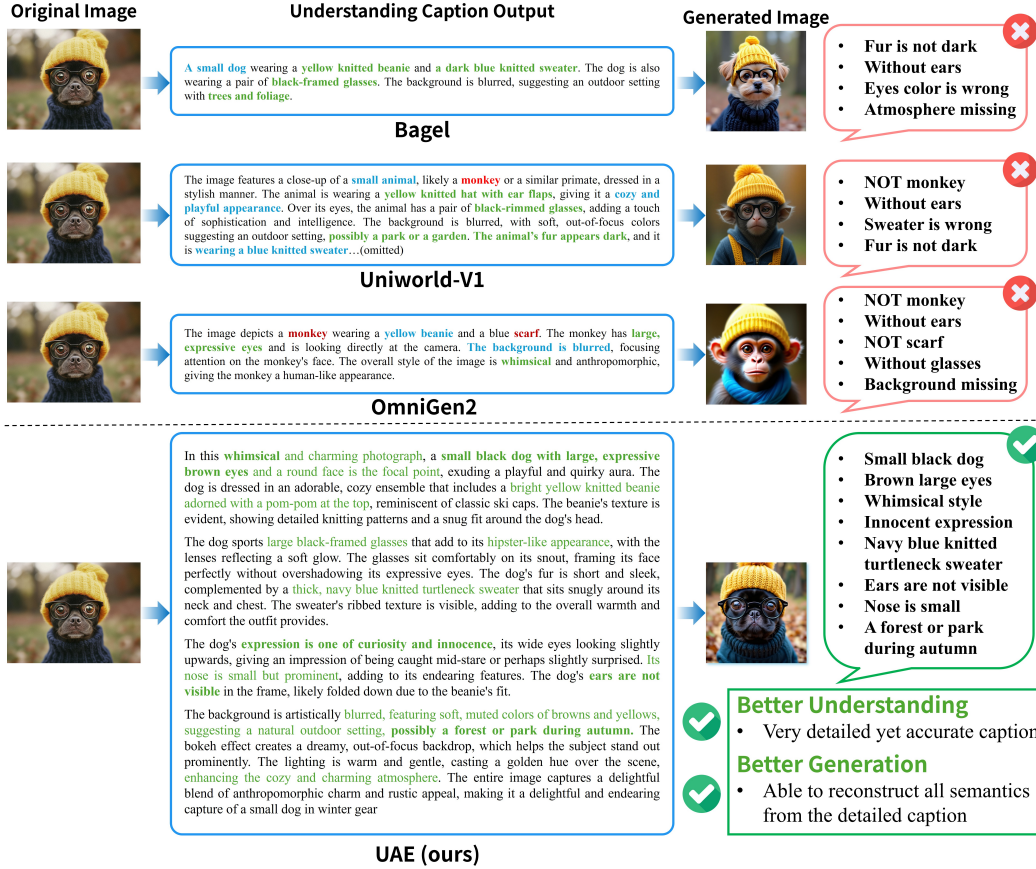 Original Image
Understanding Caption Output
Generated Image
A small dog wearing a yellow knitted beanie and a dark blue knitted sweater. The dog is also
wearing a pair of black-framed glasses. The background is blurred, suggesting an outdoor setting
with trees and foliage.
Bagel
• Fur is not dark
• Without ears
• Eyes color is wrong
• Atmosphere missing
The image features a close-up of a small animal, likely a monkey or a similar primate, dressed in a
stylish manner. The animal is wearing a yellow knitted hat with ear flaps, giving it a cozy and
playful appearance. Over its eyes, the animal has a pair of black-rimmed glasses, adding a touch
of sophistication and intelligence. The background is blurred, with soft, out-of-focus colors
suggesting an outdoor setting, possibly a park or a garden. The animal's fur appears dark, and it
is wearing a blue knitted sweater…(omitted)
Uniworld-V1
• NOT monkey
• Without ears
• Sweater is wrong
• Fur is not dark
The image depicts a monkey wearing a yellow beanie and a blue scarf. The monkey has large,
expressive eyes and is looking directly at the camera. The background is blurred, focusing
attention on the monkey's face. The overall style of the image is whimsical and anthropomorphic,
giving the monkey a human-like appearance.
OmniGen2
• NOT monkey
• Without ears
• NOT scarf
• Without glasses
• Background missing
In this whimsical and charming photograph, a small black dog with large, expressive
brown eyes and a round face is the focal point, exuding a playful and quirky aura. The
dog is dressed in an adorable, cozy ensemble that includes a bright yellow knitted beanie
adorned with a pom-pom at the top, reminiscent of classic ski caps. The beanie's texture is
evident, showing detailed knitting patterns and a snug fit around the dog's head.
The dog sports large black-framed glasses that add to its hipster-like appearance, with the
lenses reflecting a soft glow. The glasses sit comfortably on its snout, framing its face
perfectly without overshadowing its expressive eyes. The dog's fur is short and sleek,
complemented by a thick, navy blue knitted turtleneck sweater that sits snugly around its
neck and chest. The sweater's ribbed texture is visible, adding to the overall warmth and
comfort the outfit provides.
The dog's expression is one of curiosity and innocence, its wide eyes looking slightly
upwards, giving an impression of being caught mid-stare or perhaps slightly surprised. Its
nose is small but prominent, adding to its endearing features. The dog's ears are not
visible in the frame, likely folded down due to the beanie's fit.
The background is artistically blurred, featuring soft, muted colors of browns and yellows,
suggesting a natural outdoor setting, possibly a forest or park during autumn. The
bokeh effect creates a dreamy, out-of-focus backdrop, which helps the subject stand out
prominently. The lighting is warm and gentle, casting a golden hue over the scene,
enhancing the cozy and charming atmosphere. The entire image captures a delightful
blend of anthropomorphic charm and rustic appeal, making it a delightful and endearing
capture of a small dog in winter gear
UAE (ours)
• Small black dog
• Brown large eyes
• Whimsical style
• Innocent expression
• Navy blue knitted
turtleneck sweater
• Ears are not visible
• Nose is small
• A forest or park
during autumn
Better Understanding
• Very detailed yet accurate caption
Better Generation
• Able to reconstruct all semantics
from the detailed caption